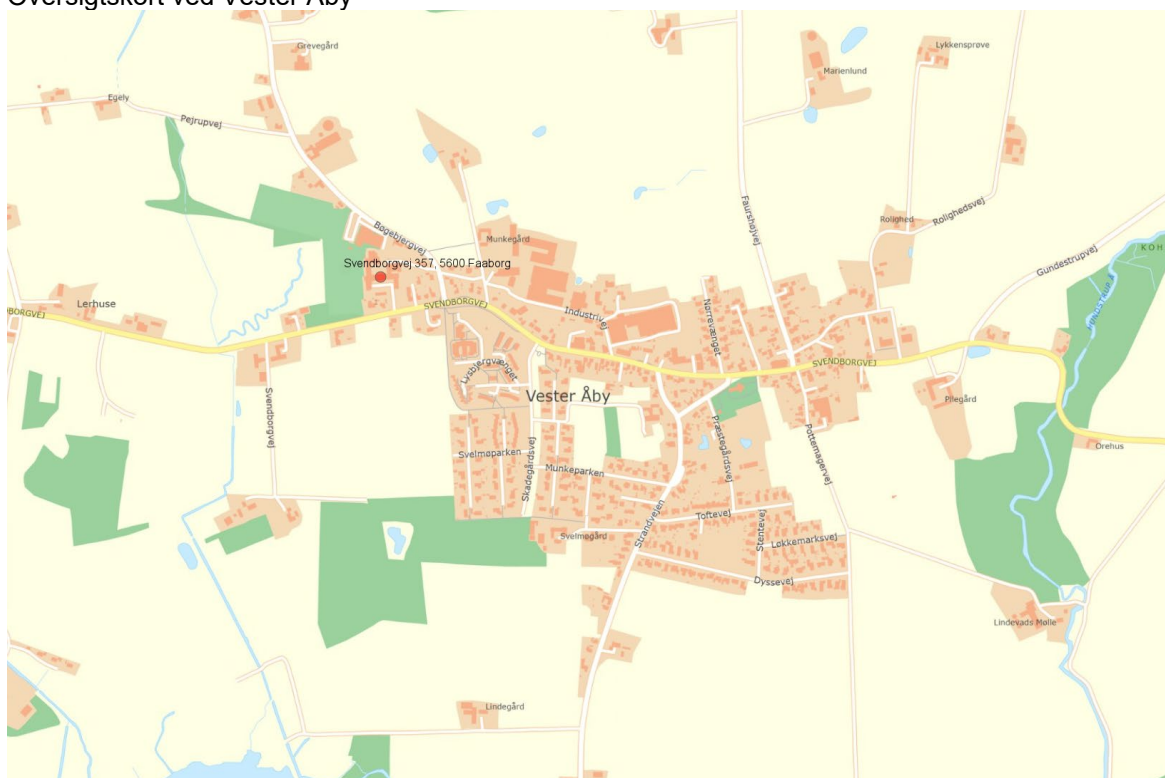 Oversigtskort ved Vester Åby
Grevegård
Lykkensprøve
Marienlund
Egely
Pejrupvej
Faurshøjvej
Rolighed
Rolighedsvej
Bøgebjergvej
Munkegård
Gundestrupvej
Svendborgvej 357, 5600 Faaborg
Lerhuse
SVENDBORGVEJ
Industrivej
Nørrevænget
SVENDBORGVEJ
Lysbjergvænget
Vester Åby
Pilegård
Svendborgvej
Præstegårdsvej
Pottemagervej
Ørehus
Svelmøparken
Skadegårdsvej
Munkeparken
Strandvejen
Toftevej
Stentevej
Svelmegård
Løkkemarksvej
Dyssevej
Lindevads Mølle
Lindegård